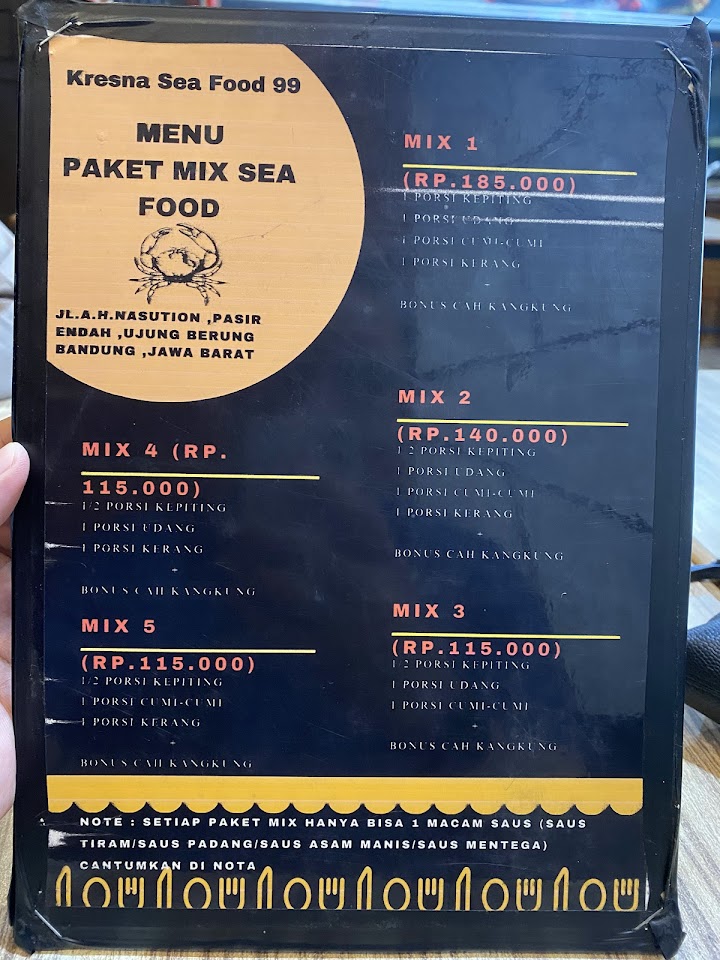 Kresna Sea Food 99
MENU
PAKET MIX SEA
FOOD
JL.A.H.NASUTION ,PASIR
ENDAH ,UJUNG BERUNG
BANDUNG ,JAWA BARAT
MIX 1
(RP.185.000)
1 PORSI KEPITING
1 PORSI UDANG
1 PORSI CUMI-CUMI
1 PORSI KERANG
+
BONUS CAH KANGKUNG
MIX 2
(RP.140.000)
1/2 PORSI KEPITING
1 PORSI UDANG
1 PORSI CUMI-CUMI
1 PORSI KERANG
+
BONUS CAH KANGKUNG
MIX 3
(RP.115.000)
1/2 PORSI KEPITING
1 PORSI UDANG
1 PORSI CUMI-CUMI
+
BONUS CAH KANGKUNG
MIX 4 (RP.
115.000)
1/2 PORSI KEPITING
1 PORSI UDANG
1 PORSI KERANG
+
BONUS CAH KANGKUNG
MIX 5
(RP.115.000)
1/2 PORSI KEPITING
1 PORSI CUMI-CUMI
1 PORSI KERANG
+
BONUS CAH KANGKUNG
NOTE : SETIAP PAKET MIX HANYA BISA 1 MACAM SAUS (SAUS
TIRAM/SAUS PADANG/SAUS ASAM MANIS/SAUS MENTEGA)
CANTUMKAN DI NOTA